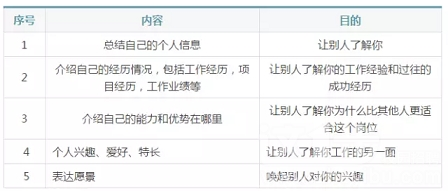 序号 内容 目的
1 总结自己的个人信息 让别人了解你
2 介绍自己的经历情况，包括工作经历，项目经历，工作业绩等 让别人了解你的工作经验和过往的成功经历
3 介绍自己的能力和优势在哪里 让别人了解你为什么比其他人更适合这个岗位
4 个人兴趣、爱好、特长 让别人了解你工作的另一面
5 表达愿景 唤起别人对你的兴趣